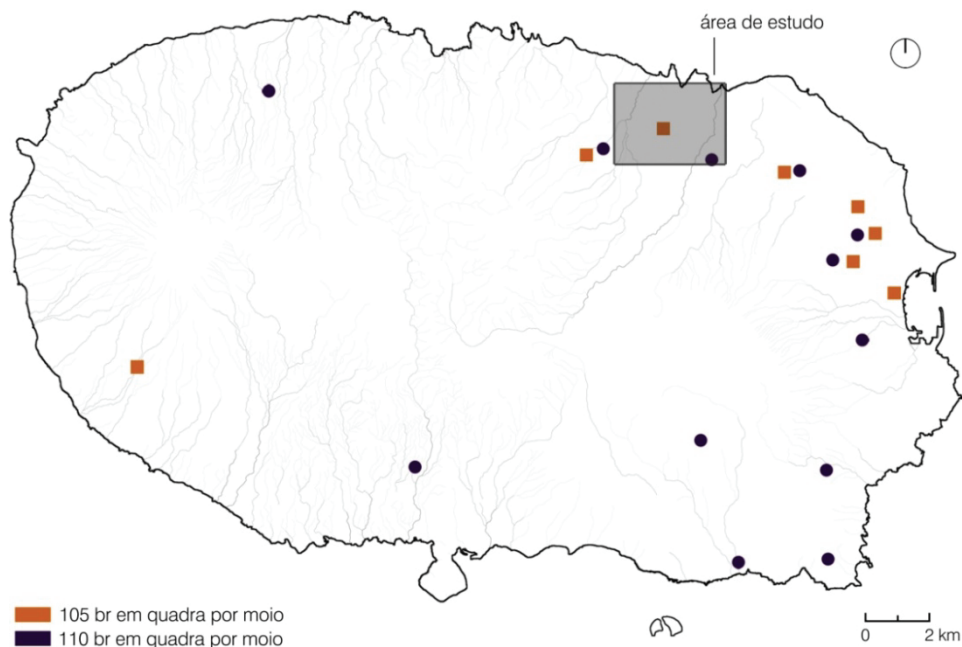 área de estudo
105 br em quadra por moio
110 br em quadra por moio
0 2 km